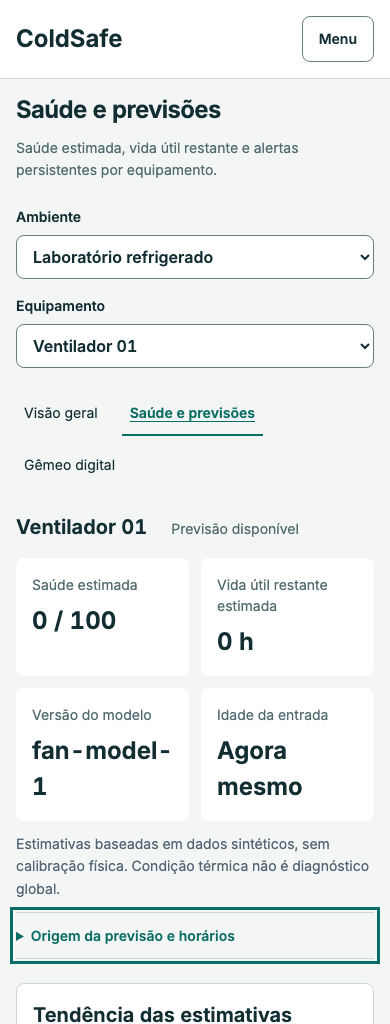 ColdSafe
Menu
Saúde e previsões
Saúde estimada, vida útil restante e alertas
persistentes por equipamento.
Ambiente
Laboratório refrigerado
Equipamento
Ventilador 01
Visão geral
Saúde e previsões
Gêmeo digital
Ventilador 01
Previsão disponível
Saúde estimada
0 / 100
Vida útil restante
estimada
0 h
Versão do modelo
fan-model-
1
Idade da entrada
Agora
mesmo
Estimativas baseadas em dados sintéticos, sem
calibração física. Condição térmica não é diagnóstico
global.
Origem da previsão e horários
Tendência das estimativas